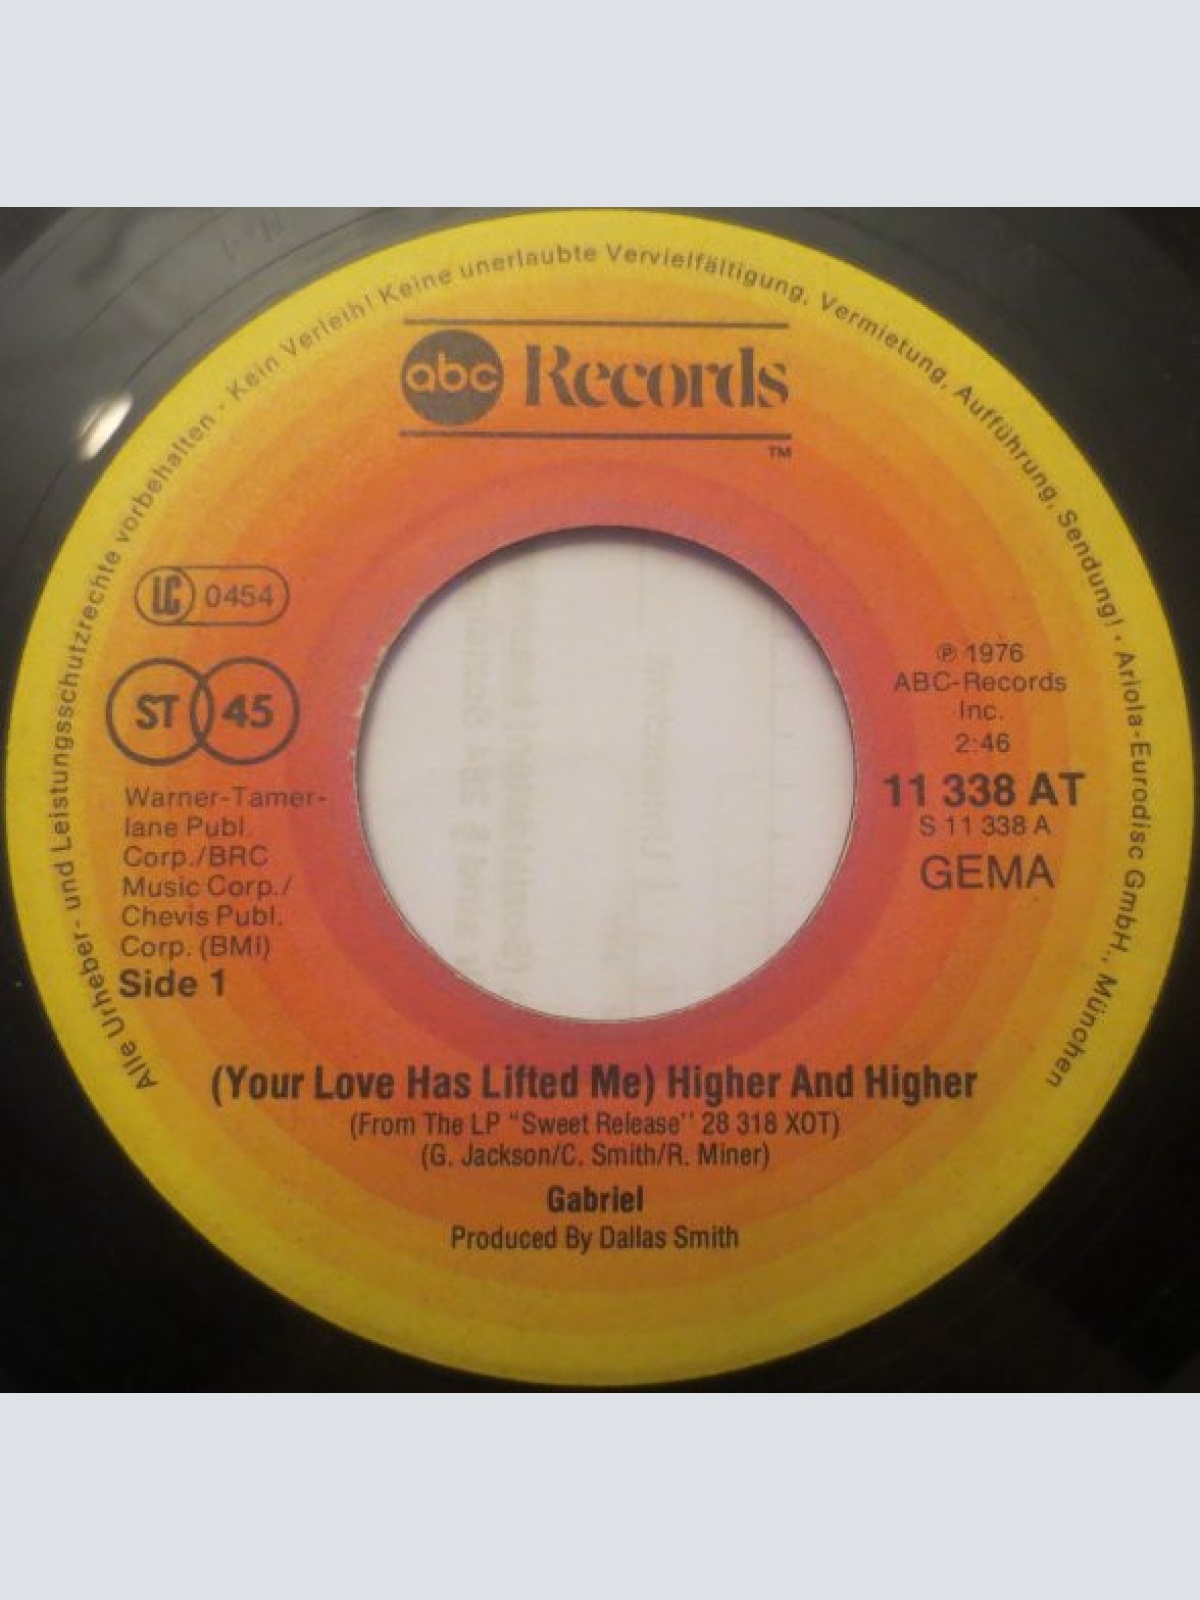 Alle Urheber- und Leistungsschutzrechte vorbehalten · Kein Verleih! Keine unerlaubte Vervielfältigung, Vermietung, Aufführung, Sendung! · Ariola-Eurodisc GmbH., München
abc Records
TM
LC 0454
ST 45
Warner-Tamer-
lane Publ.
Corp./BRC
Music Corp./
Chevis Publ.
Corp. (BMI)
Side 1
℗ 1976
ABC-Records
Inc.
2:46
11 338 AT
S 11 338 A
GEMA
(Your Love Has Lifted Me) Higher And Higher
(From The LP "Sweet Release'' 28 318 XOT)
(G. Jackson/C. Smith/R. Miner)
Gabriel
Produced By Dallas Smith